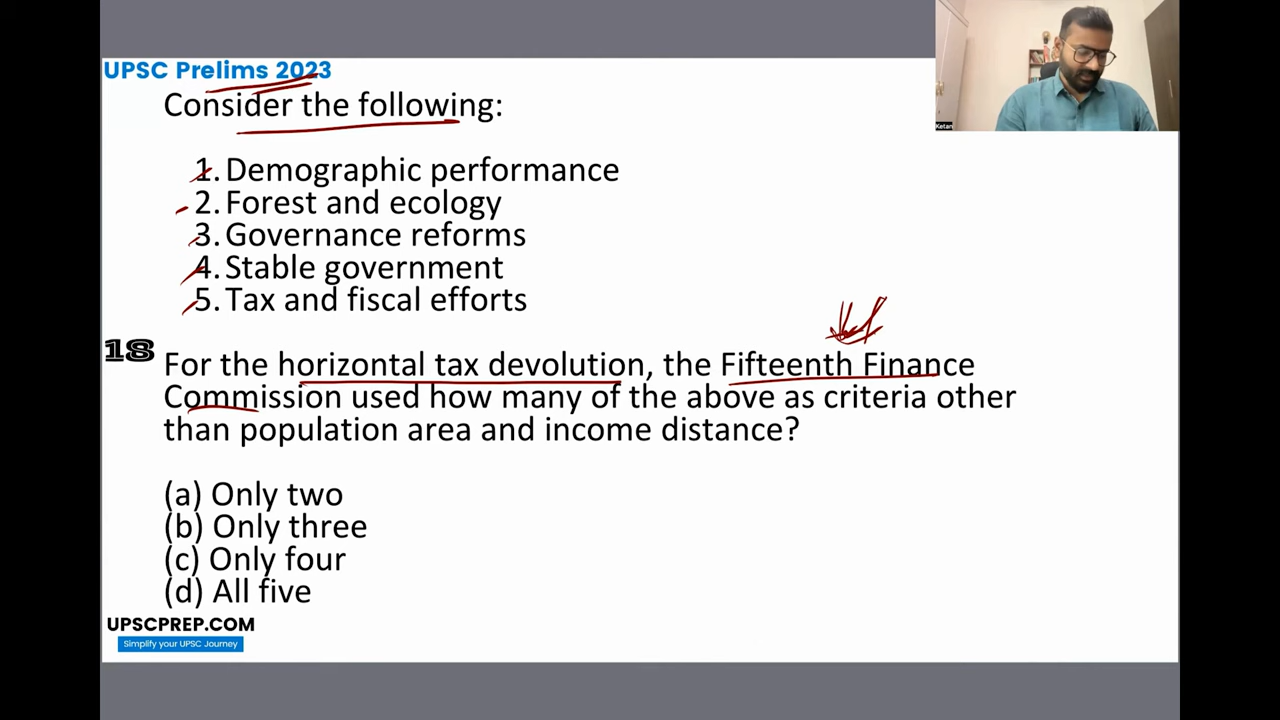 UPSC Prelims 2023
Consider the following:
1. Demographic performance
2. Forest and ecology
3. Governance reforms
4. Stable government
5. Tax and fiscal efforts
18
For the horizontal tax devolution, the Fifteenth Finance
Commission used how many of the above as criteria other
than population area and income distance?
(a) Only two
(b) Only three
(c) Only four
(d) All five
UPSCPREP.COM
Simplify your UPSC Journey
Ketan